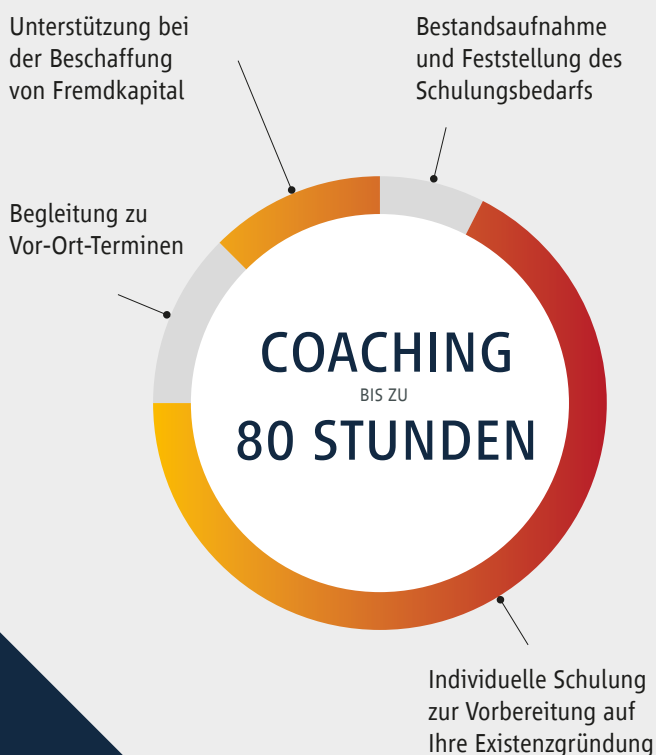 Unterstützung bei
der Beschaffung
von Fremdkapital
Bestandsaufnahme
und Feststellung des
Schulungsbedarfs
Begleitung zu
Vor-Ort-Terminen
COACHING
BIS ZU
80 STUNDEN
Individuelle Schulung
zur Vorbereitung auf
Ihre Existenzgründung